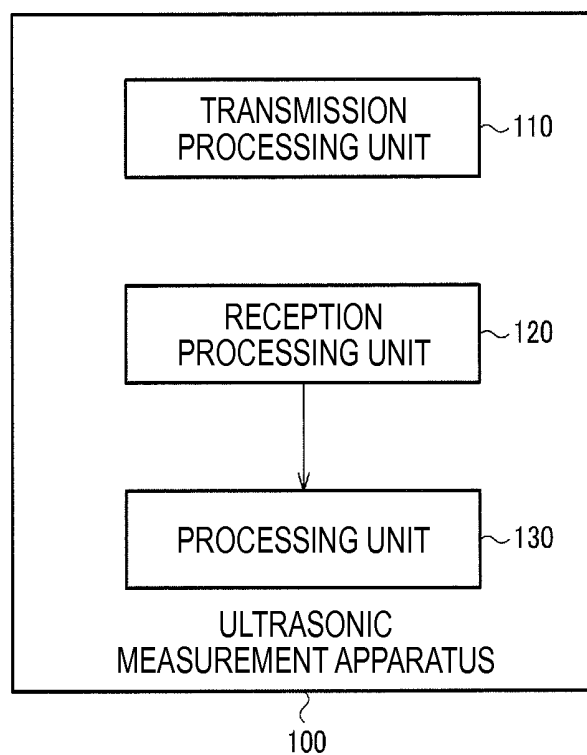 TRANSMISSION
PROCESSING UNIT
110
RECEPTION
PROCESSING UNIT
120
PROCESSING UNIT
130
ULTRASONIC
MEASUREMENT APPARATUS
100